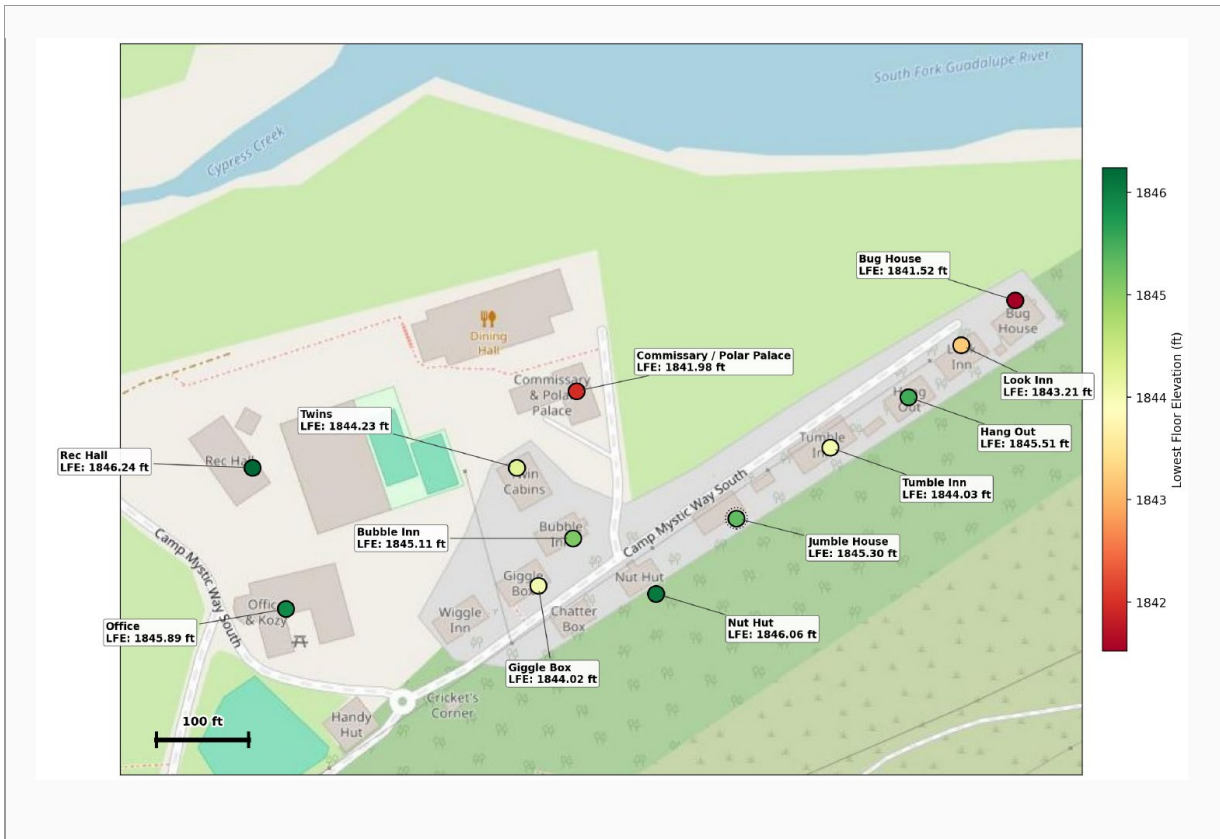 South Fork Guadalupe River
Cypress Creek
Bug House
LFE: 1841.52 ft
Bug
House
Dining
Hall
Commissary / Polar Palace
LFE: 1841.98 ft
Inn
Look Inn
LFE: 1843.21 ft
Commissary
& Polar
Palace
Out
Hang Out
LFE: 1845.51 ft
Twins
LFE: 1844.23 ft
Tumble
Rec Hall
LFE: 1846.24 ft
Rec Hall
Cabins
Tumble Inn
LFE: 1844.03 ft
Bubble Inn
LFE: 1845.11 ft
Bubble
Camp Mystic Way South
Camp Mystic Way South
Jumble House
LFE: 1845.30 ft
Giggle
Nut Hut
Office
LFE: 1845.89 ft
& Kozy
Wiggle
Inn
Chatter
Box
Nut Hut
LFE: 1846.06 ft
Giggle Box
LFE: 1844.02 ft
Cricket's
Corner
Handy
Hut
100 ft
1846
1845
1844
1843
1842
Lowest Floor Elevation (ft)